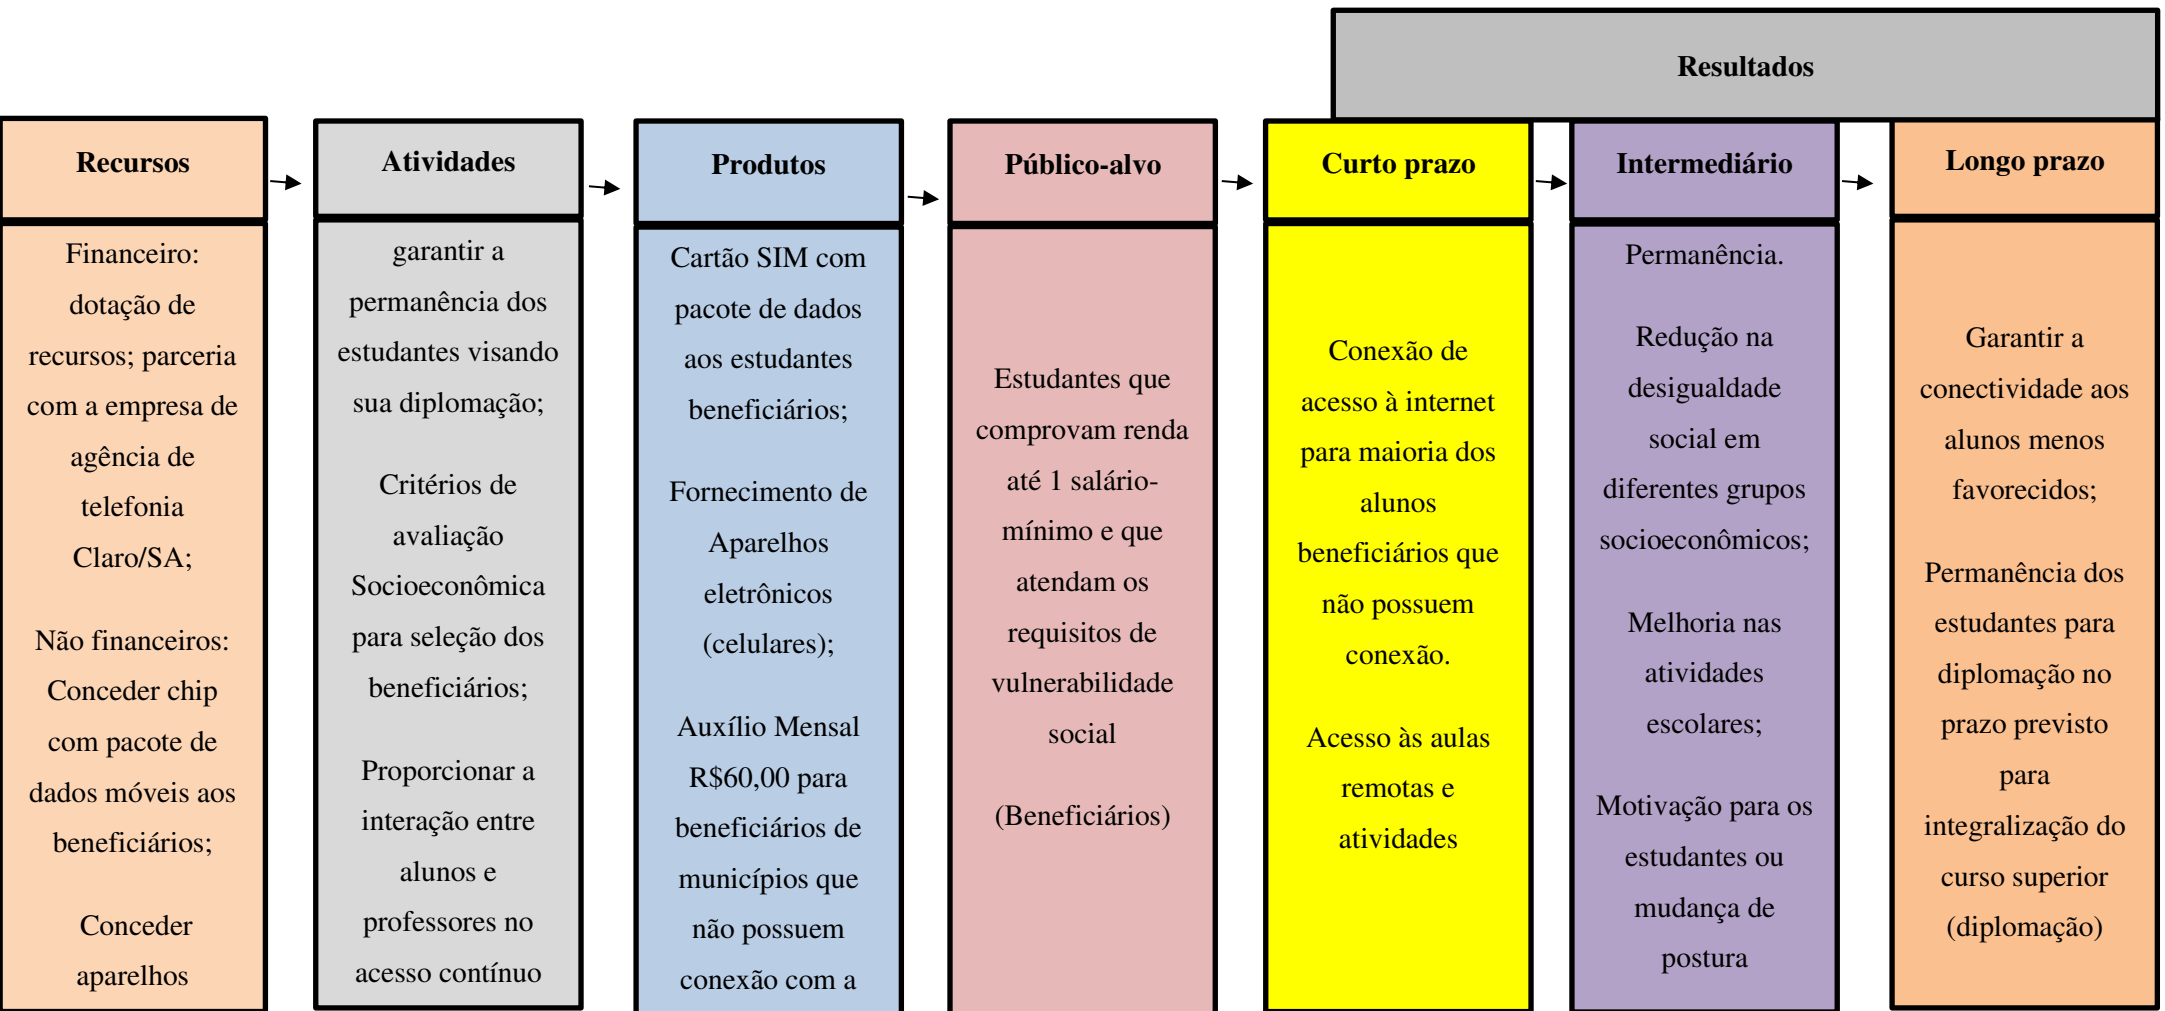 Resultados
Recursos
Financeiro:
dotação de
recursos; parceria
com a empresa de
agência de
telefonia
Claro/SA;
Não financeiros:
Conceder chip
com pacote de
dados móveis aos
beneficiários;
Conceder
aparelhos
Atividades
garantir a
permanência dos
estudantes visando
sua diplomação;
Critérios de
avaliação
Socioeconômica
para seleção dos
beneficiários;
Proporcionar a
interação entre
alunos e
professores no
acesso contínuo
Produtos
Cartão SIM com
pacote de dados
aos estudantes
beneficiários;
Fornecimento de
Aparelhos
eletrônicos
(celulares);
Auxílio Mensal
R$60,00 para
beneficiários de
municípios que
não possuem
conexão com a
Público-alvo
Estudantes que
comprovam renda
até 1 salário-
mínimo e que
atendam os
requisitos de
vulnerabilidade
social
(Beneficiários)
Curto prazo
Conexão de
acesso à internet
para maioria dos
alunos
beneficiários que
não possuem
conexão.
Acesso às aulas
remotas e
atividades
Intermediário
Permanência.
Redução na
desigualdade
social em
diferentes grupos
socioeconômicos;
Melhoria nas
atividades
escolares;
Motivação para os
estudantes ou
mudança de
postura
Longo prazo
Garantir a
conectividade aos
alunos menos
favorecidos;
Permanência dos
estudantes para
diplomação no
prazo previsto
para
integralização do
curso superior
(diplomação)